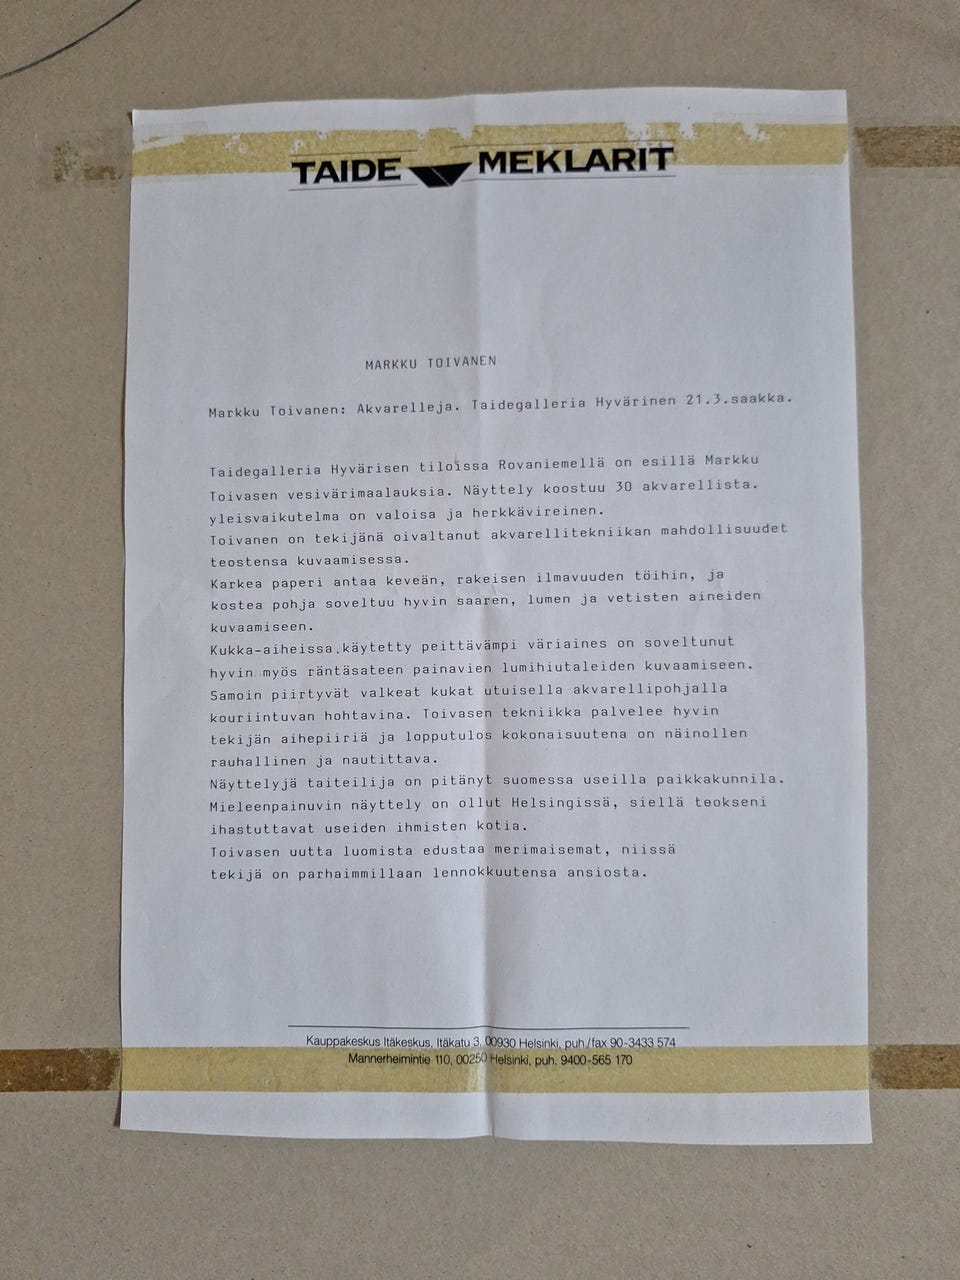 TAIDE MEKLARIT
MARKKU TOIVANEN
Markku Toivanen: Akvarelleja. Taidegalleria Hyvärinen 21.3.saakka.
Taidegalleria Hyvärisen tiloissa Rovaniemellä on esillä Markku
Toivasen vesivärimaalauksia. Näyttely koostuu 30 akvarellista.
yleisvaikutelma on valoisa ja herkkävireinen.
Toivanen on tekijänä oivaltanut akvarellitekniikan mahdollisuudet
teostensa kuvaamisessa.
Karkea paperi antaa keveän, rakeisen ilmavuuden töihin, ja
kostea pohja soveltuu hyvin saaren, lumen ja vetisten aineiden
kuvaamiseen.
Kukka-aiheissa.käytetty peittävämpi väriaines on soveltunut
hyvin myös räntäsateen painavien lumihiutaleiden kuvaamiseen.
Samoin piirtyvät valkeat kukat utuisella akvarellipohjalla
kouriintuvan hohtavina. Toivasen tekniikka palvelee hyvin
tekijän aihepiiriä ja lopputulos kokonaisuutena on näinollen
rauhallinen ja nautittava.
Näyttelyjä taiteilija on pitänyt suomessa useilla paikkakunnila.
Mieleenpainuvin näyttely on ollut Helsingissä, siellä teokseni
ihastuttavat useiden ihmisten kotia.
Toivasen uutta luomista edustaa merimaisemat, niissä
tekijä on parhaimmillaan lennokkuutensa ansiosta.
Kauppakeskus Itäkeskus, Itäkatu 3, 00930 Helsinki, puh./fax 90-3433 574
Mannerheimintie 110, 00250 Helsinki, puh. 9400-565 170